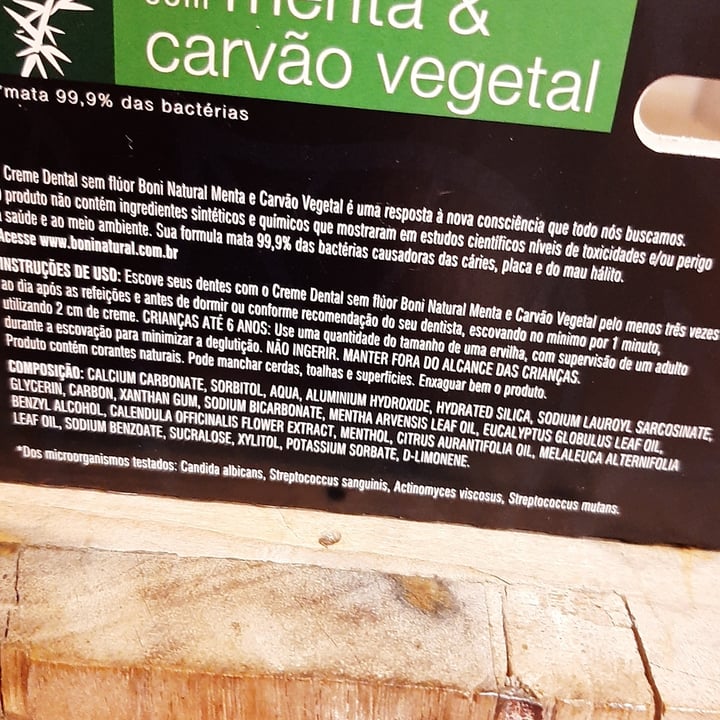 menta &
carvão vegetal
*mata 99,9% das bactérias
Creme Dental sem flúor Boni Natural Menta e Carvão Vegetal é uma resposta à nova consciência que todo nós buscamos.
produto não contém ingredientes sintéticos e químicos que mostraram em estudos científicos níveis de toxicidades e/ou perigo
saúde e ao meio ambiente. Sua formula mata 99,9% das bactérias causadoras das cáries, placa e do mau hálito.
Acesse www.boninatural.com.br
INSTRUÇÕES DE USO: Escove seus dentes com o Creme Dental sem flúor Boni Natural Menta e Carvão Vegetal pelo menos três vezes
ao dia após as refeições e antes de dormir ou conforme recomendação do seu dentista, escovando no mínimo por 1 minuto,
utilizando 2 cm de creme. CRIANÇAS ATÉ 6 ANOS: Use uma quantidade do tamanho de uma ervilha, com supervisão de um adulto
durante a escovação para minimizar a deglutição. NÃO INGERIR. MANTER FORA DO ALCANCE DAS CRIANÇAS.
Produto contém corantes naturais. Pode manchar cerdas, toalhas e superfícies. Enxaguar bem o produto.
COMPOSIÇÃO: CALCIUM CARBONATE, SORBITOL, AQUA, ALUMINIUM HYDROXIDE, HYDRATED SILICA, SODIUM LAUROYL SARCOSINATE,
GLYCERIN, CARBON, XANTHAN GUM, SODIUM BICARBONATE, MENTHA ARVENSIS LEAF OIL, EUCALYPTUS GLOBULUS LEAF OIL,
BENZYL ALCOHOL, CALENDULA OFFICINALIS FLOWER EXTRACT, MENTHOL, CITRUS AURANTIFOLIA OIL, MELALEUCA ALTERNIFOLIA
LEAF OIL, SODIUM BENZOATE, SUCRALOSE, XYLITOL, POTASSIUM SORBATE, D-LIMONENE.
*Dos microorganismos testados: Candida albicans, Streptococcus sanguinis, Actinomyces viscosus, Streptococcus mutans.